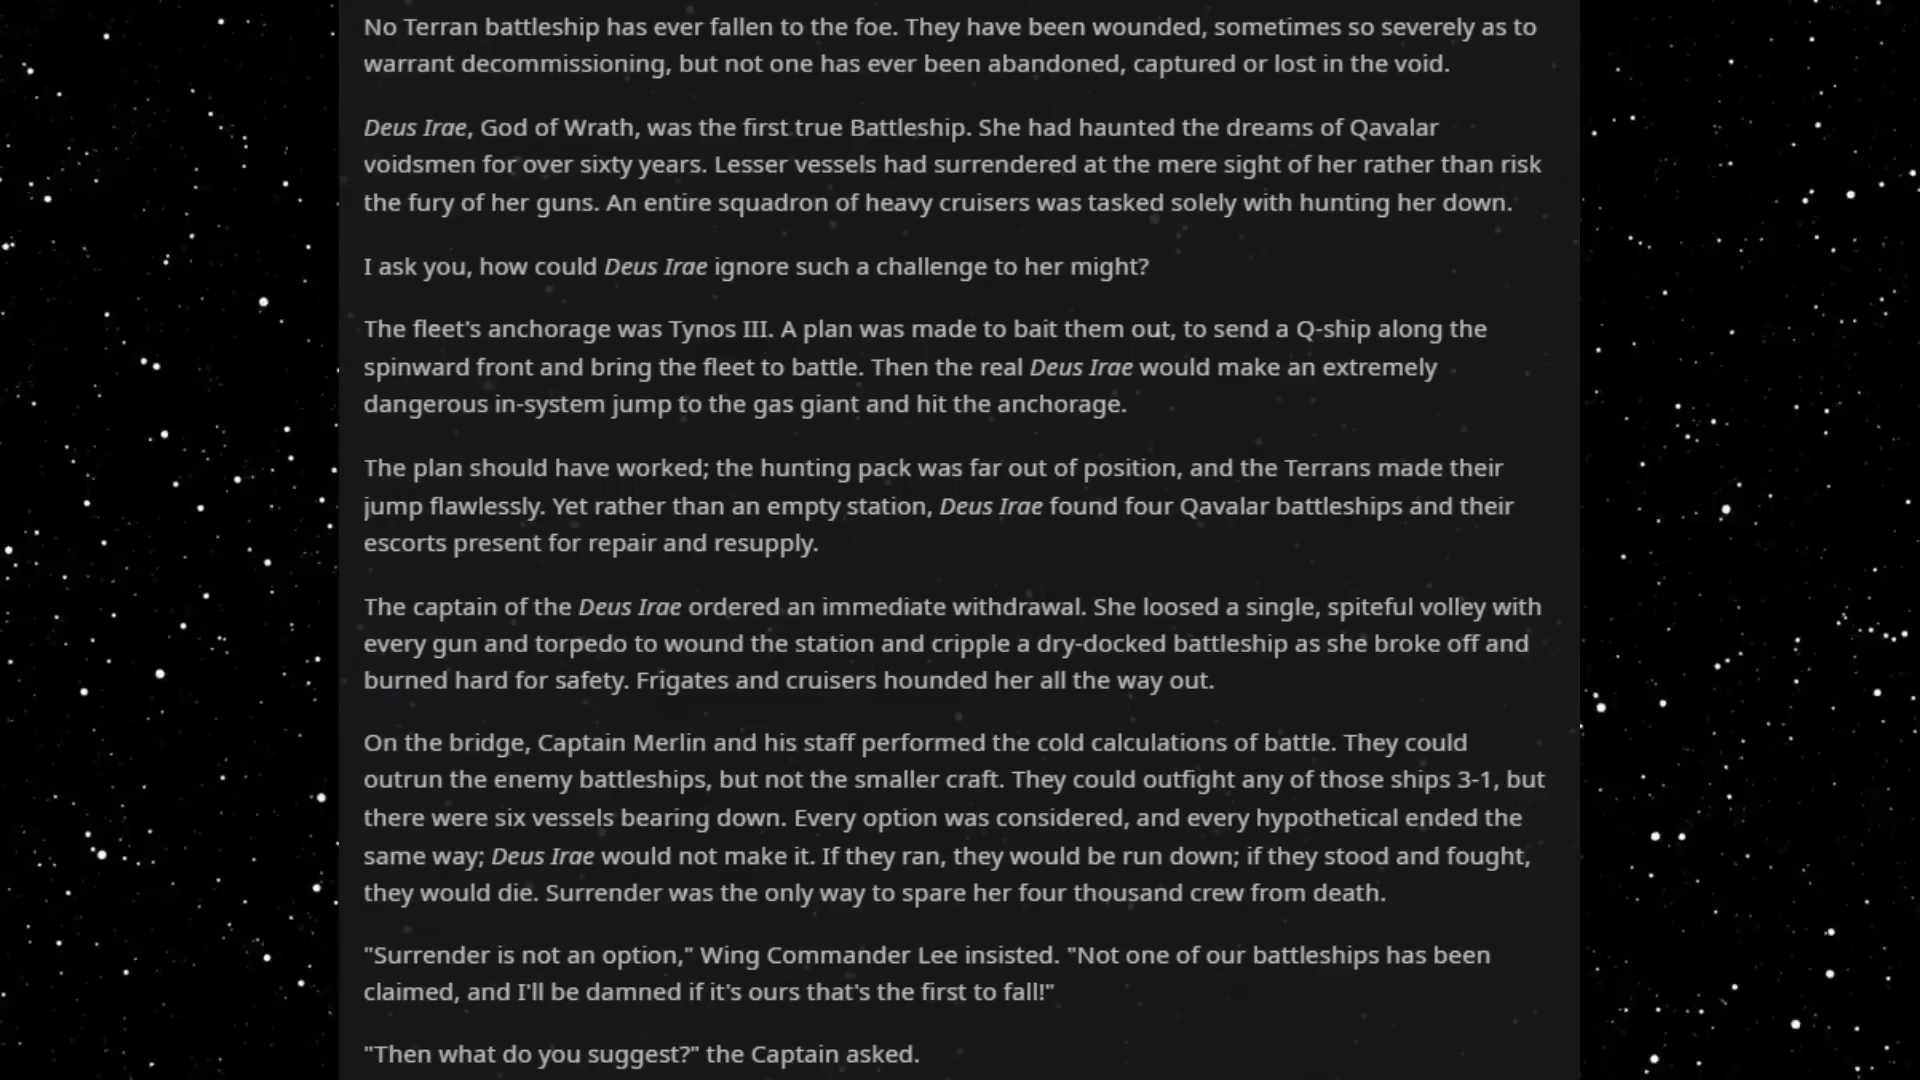 No Terran battleship has ever fallen to the foe. They have been wounded, sometimes so severely as to
warrant decommissioning, but not one has ever been abandoned, captured or lost in the void.
Deus Irae, God of Wrath, was the first true Battleship. She had haunted the dreams of Qavalar
voidsmen for over sixty years. Lesser vessels had surrendered at the mere sight of her rather than risk
the fury of her guns. An entire squadron of heavy cruisers was tasked solely with hunting her down.
I ask you, how could Deus Irae ignore such a challenge to her might?
The fleet's anchorage was Tynos III. A plan was made to bait them out, to send a Q-ship along the
spinward front and bring the fleet to battle. Then the real Deus Irae would make an extremely
dangerous in-system jump to the gas giant and hit the anchorage.
The plan should have worked; the hunting pack was far out of position, and the Terrans made their
jump flawlessly. Yet rather than an empty station, Deus Irae found four Qavalar battleships and their
escorts present for repair and resupply.
The captain of the Deus Irae ordered an immediate withdrawal. She loosed a single, spiteful volley with
every gun and torpedo to wound the station and cripple a dry-docked battleship as she broke off and
burned hard for safety. Frigates and cruisers hounded her all the way out.
On the bridge, Captain Merlin and his staff performed the cold calculations of battle. They could
outrun the enemy battleships, but not the smaller craft. They could outfight any of those ships 3-1, but
there were six vessels bearing down. Every option was considered, and every hypothetical ended the
same way; Deus Irae would not make it. If they ran, they would be run down; if they stood and fought,
they would die. Surrender was the only way to spare her four thousand crew from death.
"Surrender is not an option," Wing Commander Lee insisted. "Not one of our battleships has been
claimed, and I'll be damned if it's ours that's the first to fall!"
"Then what do you suggest?" the Captain asked.